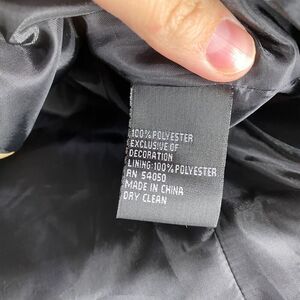 100% POLYESTER
EXCLUSIVE OF
DECORATION
LINING:100% POLYESTER
RN 54050
MADE IN CHINA
DRY CLEAN